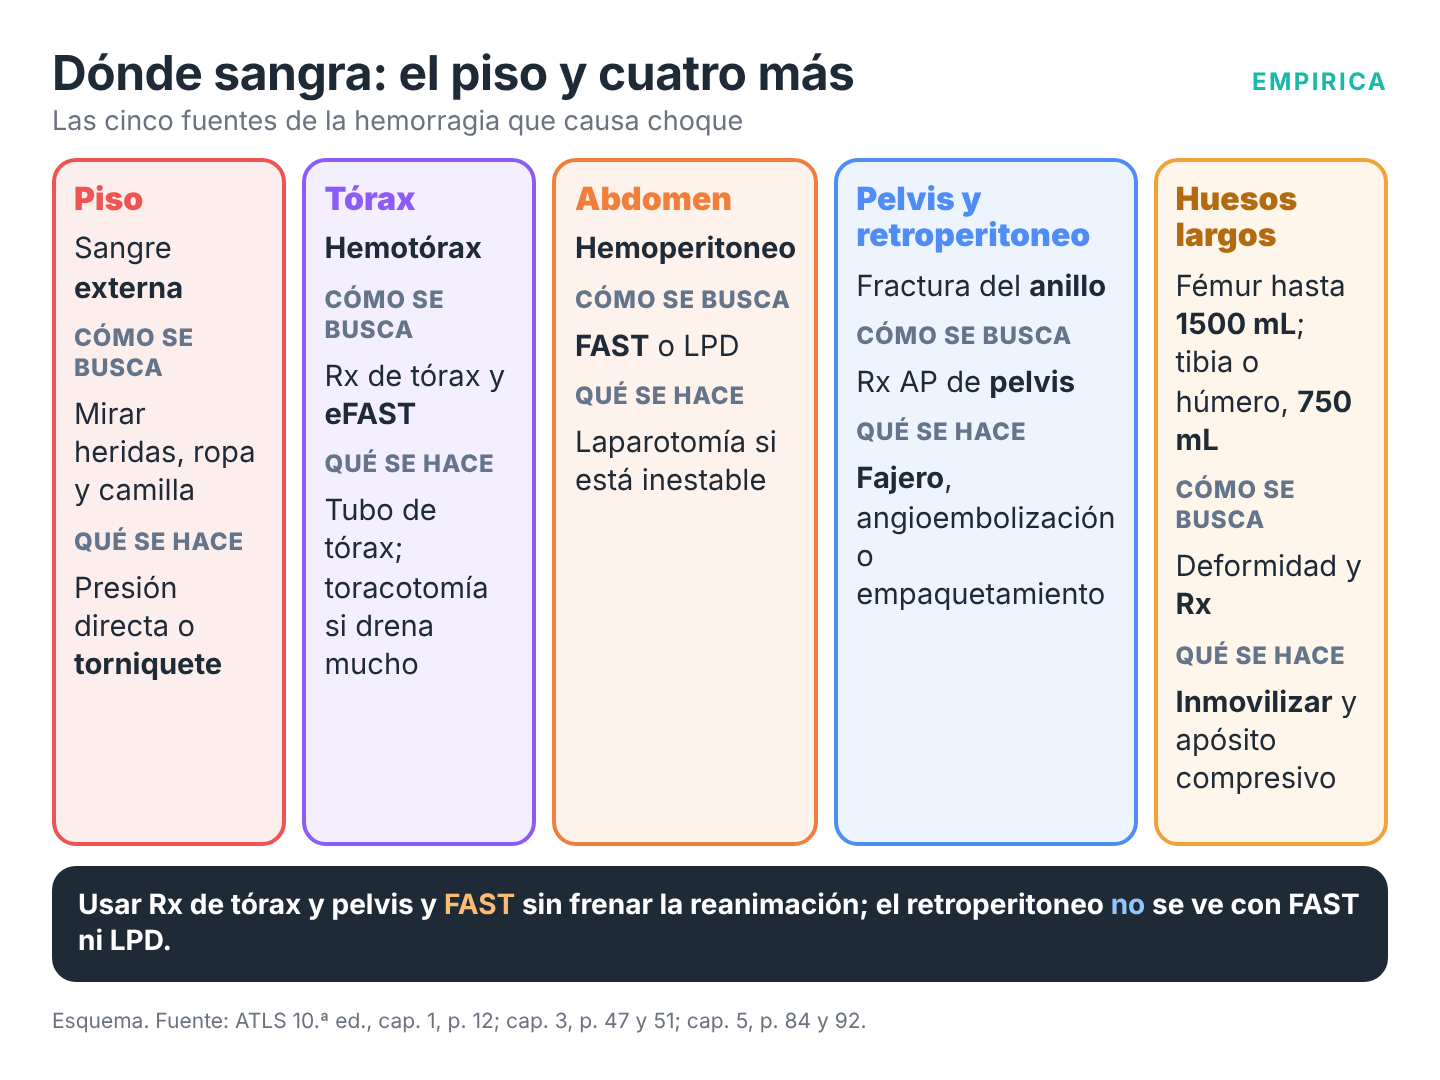 Dónde sangra: el piso y cuatro más
EMPIRICA
Las cinco fuentes de la hemorragia que causa choque
Piso
Sangre
externa
CÓMO SE
BUSCA
Mirar
heridas, ropa
y camilla
QUÉ SE HACE
Presión
directa o
torniquete
Tórax
Hemotórax
CÓMO SE
BUSCA
Rx de tórax y
eFAST
QUÉ SE HACE
Tubo de
tórax;
toracotomía
si drena
mucho
Abdomen
Hemoperitoneo
CÓMO SE BUSCA
FAST o LPD
QUÉ SE HACE
Laparotomía si
está inestable
Pelvis y
retroperitoneo
Fractura del anillo
CÓMO SE BUSCA
Rx AP de pelvis
QUÉ SE HACE
Fajero,
angioembolización
o
empaquetamiento
Huesos
largos
Fémur hasta
1500 mL;
tibia o
húmero, 750
mL
CÓMO SE
BUSCA
Deformidad y
Rx
QUÉ SE HACE
Inmovilizar y
apósito
compresivo
Usar Rx de tórax y pelvis y FAST sin frenar la reanimación; el retroperitoneo no se ve con FAST
ni LPD.
Esquema. Fuente: ATLS 10.ª ed., cap. 1, p. 12; cap. 3, p. 47 y 51; cap. 5, p. 84 y 92.